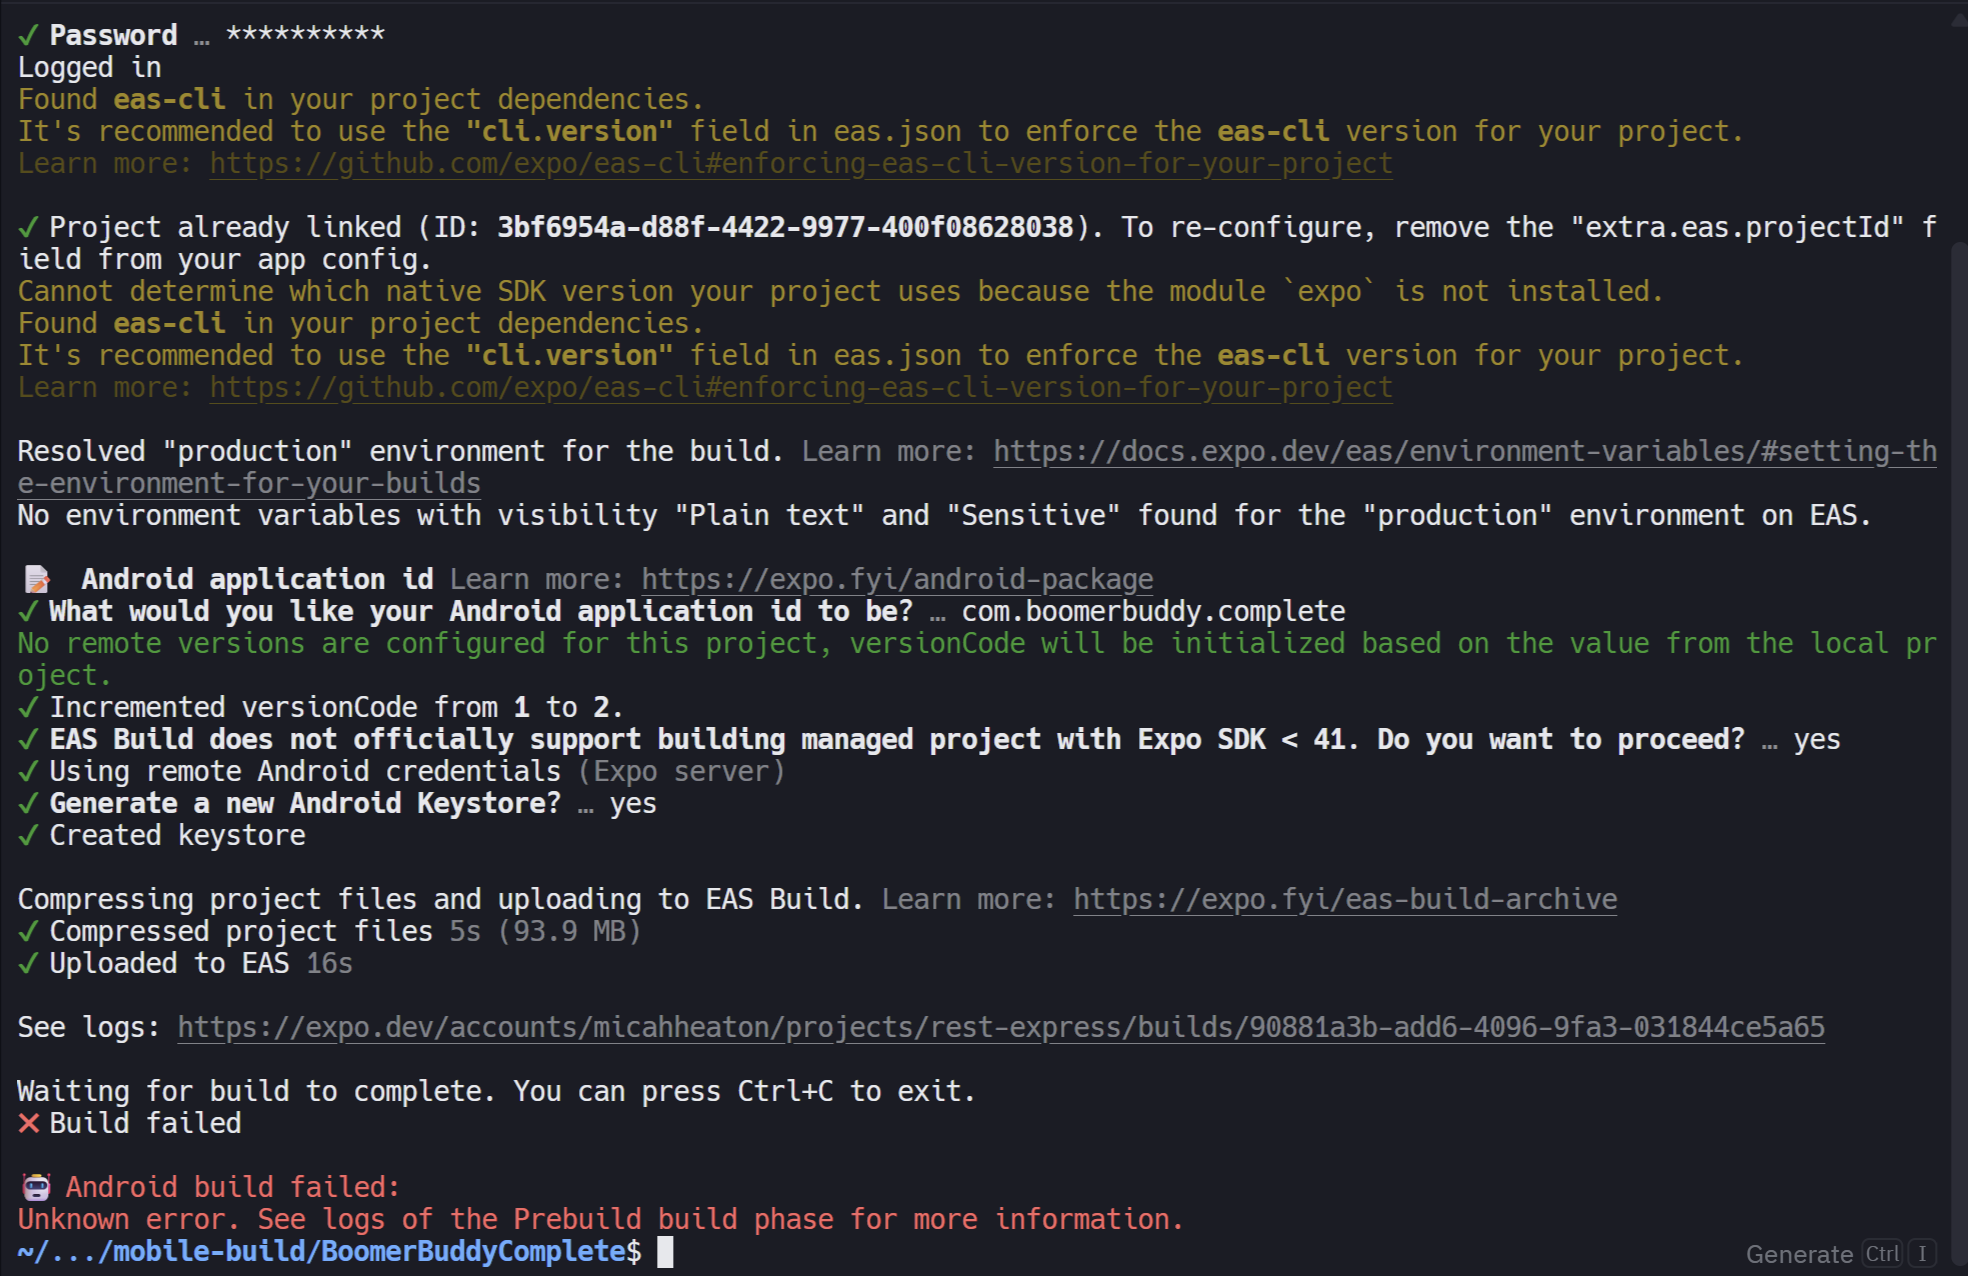 ✓ Password … **********
Logged in
Found eas-cli in your project dependencies.
It's recommended to use the "cli.version" field in eas.json to enforce the eas-cli version for your project.
Learn more: https://github.com/expo/eas-cli#enforcing-eas-cli-version-for-your-project
✓ Project already linked (ID: 3bf6954a-d88f-4422-9977-400f08628038). To re-configure, remove the "extra.eas.projectId" f
ield from your app config.
Cannot determine which native SDK version your project uses because the module `expo` is not installed.
Found eas-cli in your project dependencies.
It's recommended to use the "cli.version" field in eas.json to enforce the eas-cli version for your project.
Learn more: https://github.com/expo/eas-cli#enforcing-eas-cli-version-for-your-project
Resolved "production" environment for the build. Learn more: https://docs.expo.dev/eas/environment-variables/#setting-th
e-environment-for-your-builds
No environment variables with visibility "Plain text" and "Sensitive" found for the "production" environment on EAS.
📝 Android application id Learn more: https://expo.fyi/android-package
✓ What would you like your Android application id to be? … com.boomerbuddy.complete
No remote versions are configured for this project, versionCode will be initialized based on the value from the local pr
oject.
✓ Incremented versionCode from 1 to 2.
✓ EAS Build does not officially support building managed project with Expo SDK < 41. Do you want to proceed? … yes
✓ Using remote Android credentials (Expo server)
✓ Generate a new Android Keystore? … yes
✓ Created keystore
Compressing project files and uploading to EAS Build. Learn more: https://expo.fyi/eas-build-archive
✓ Compressed project files 5s (93.9 MB)
✓ Uploaded to EAS 16s
See logs: https://expo.dev/accounts/micahheaton/projects/rest-express/builds/90881a3b-add6-4096-9fa3-031844ce5a65
Waiting for build to complete. You can press Ctrl+C to exit.
✕ Build failed
🤖 Android build failed:
Unknown error. See logs of the Prebuild build phase for more information.
~/.../mobile-build/BoomerBuddyComplete$
Generate Ctrl I